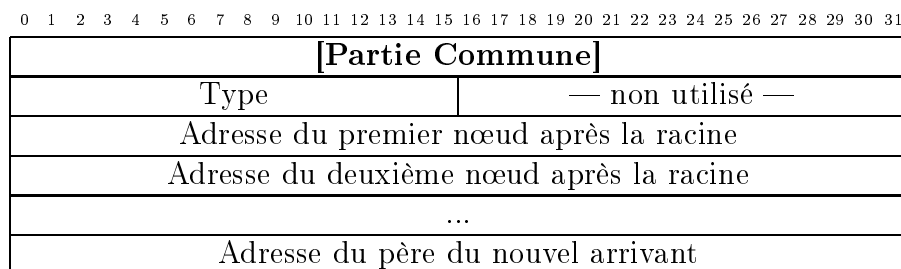 0 1 2 3 4 5 6 7 8 9 10 11 12 13 14 15 16 17 18 19 20 21 22 23 24 25 26 27 28 29 30 31
[Partie Commune]
Type — non utilisé —
Adresse du premier nœud après la racine
Adresse du deuxième nœud après la racine
...
Adresse du père du nouvel arrivant